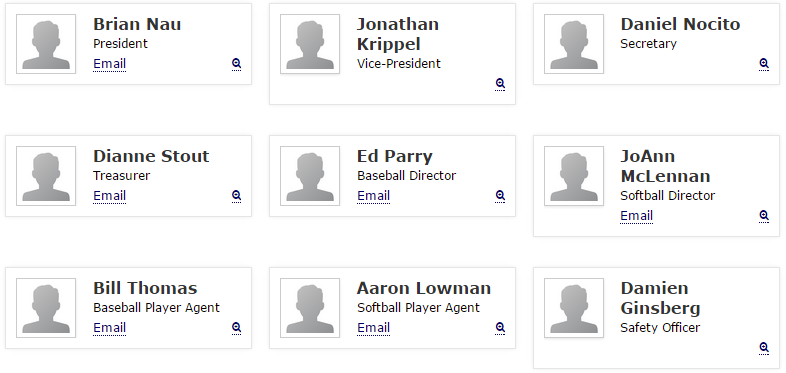 Brian Nau
President
Email
Jonathan
Krippel
Vice-President
Daniel Nocito
Secretary
Dianne Stout
Treasurer
Email
Ed Parry
Baseball Director
Email
JoAnn
McLennan
Softball Director
Email
Bill Thomas
Baseball Player Agent
Email
Aaron Lowman
Softball Player Agent
Email
Damien
Ginsberg
Safety Officer